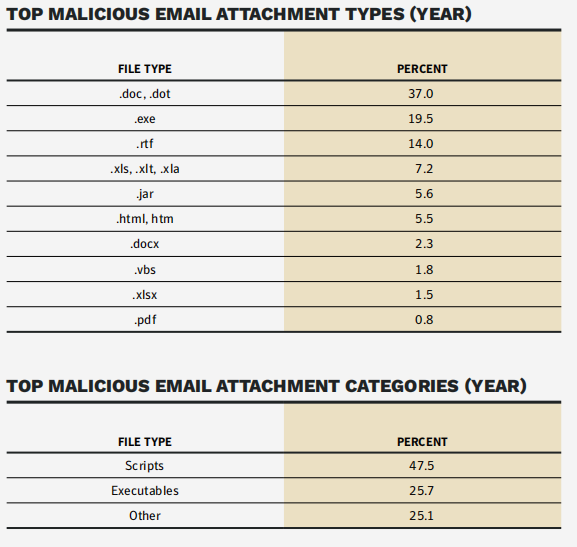 TOP MALICIOUS EMAIL ATTACHMENT TYPES (YEAR)
FILE TYPE PERCENT
.doc, .dot 37.0
.exe 19.5
.rtf 14.0
.xls, .xlt, .xla 7.2
.jar 5.6
.html, htm 5.5
.docx 2.3
.vbs 1.8
.xlsx 1.5
.pdf 0.8
TOP MALICIOUS EMAIL ATTACHMENT CATEGORIES (YEAR)
FILE TYPE PERCENT
Scripts 47.5
Executables 25.7
Other 25.1